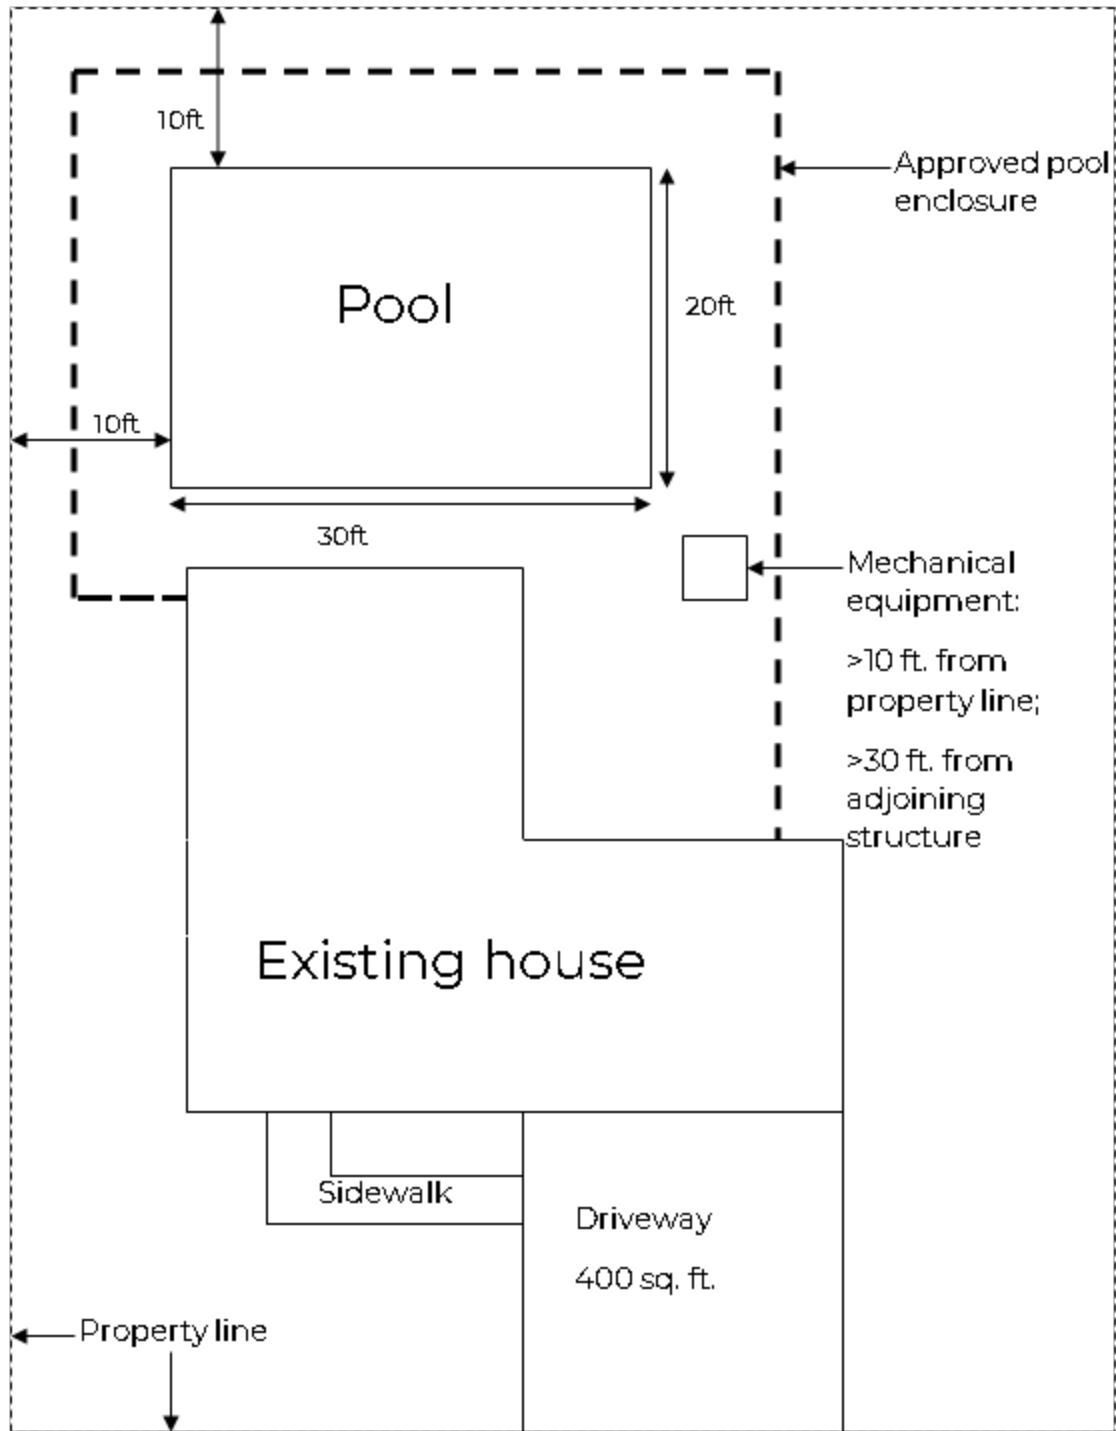 10ft
Approved pool
enclosure
Pool
20ft
10ft
30ft
Mechanical
equipment:
>10 ft. from
property line;
>30 ft. from
adjoining
structure
Existing house
Sidewalk
Driveway
400 sq. ft.
Property line